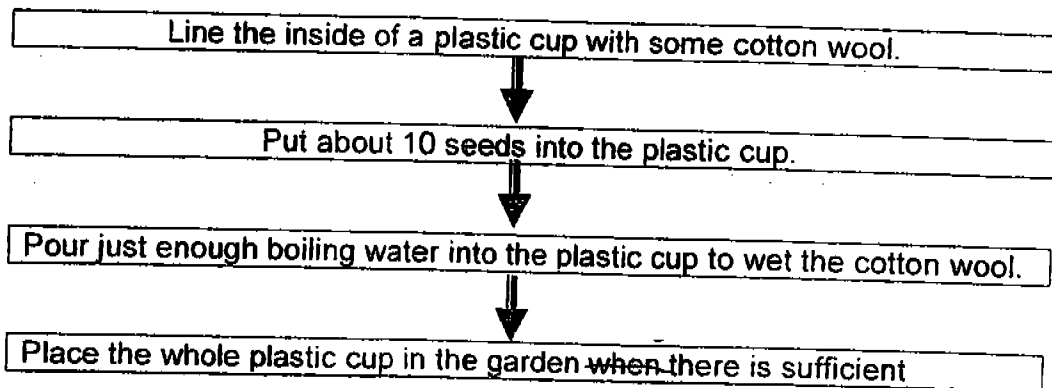 Line the inside of a plastic cup with some cotton wool.
Put about 10 seeds into the plastic cup.
Pour just enough boiling water into the plastic cup to wet the cotton wool.
Place the whole plastic cup in the garden when there is sufficient